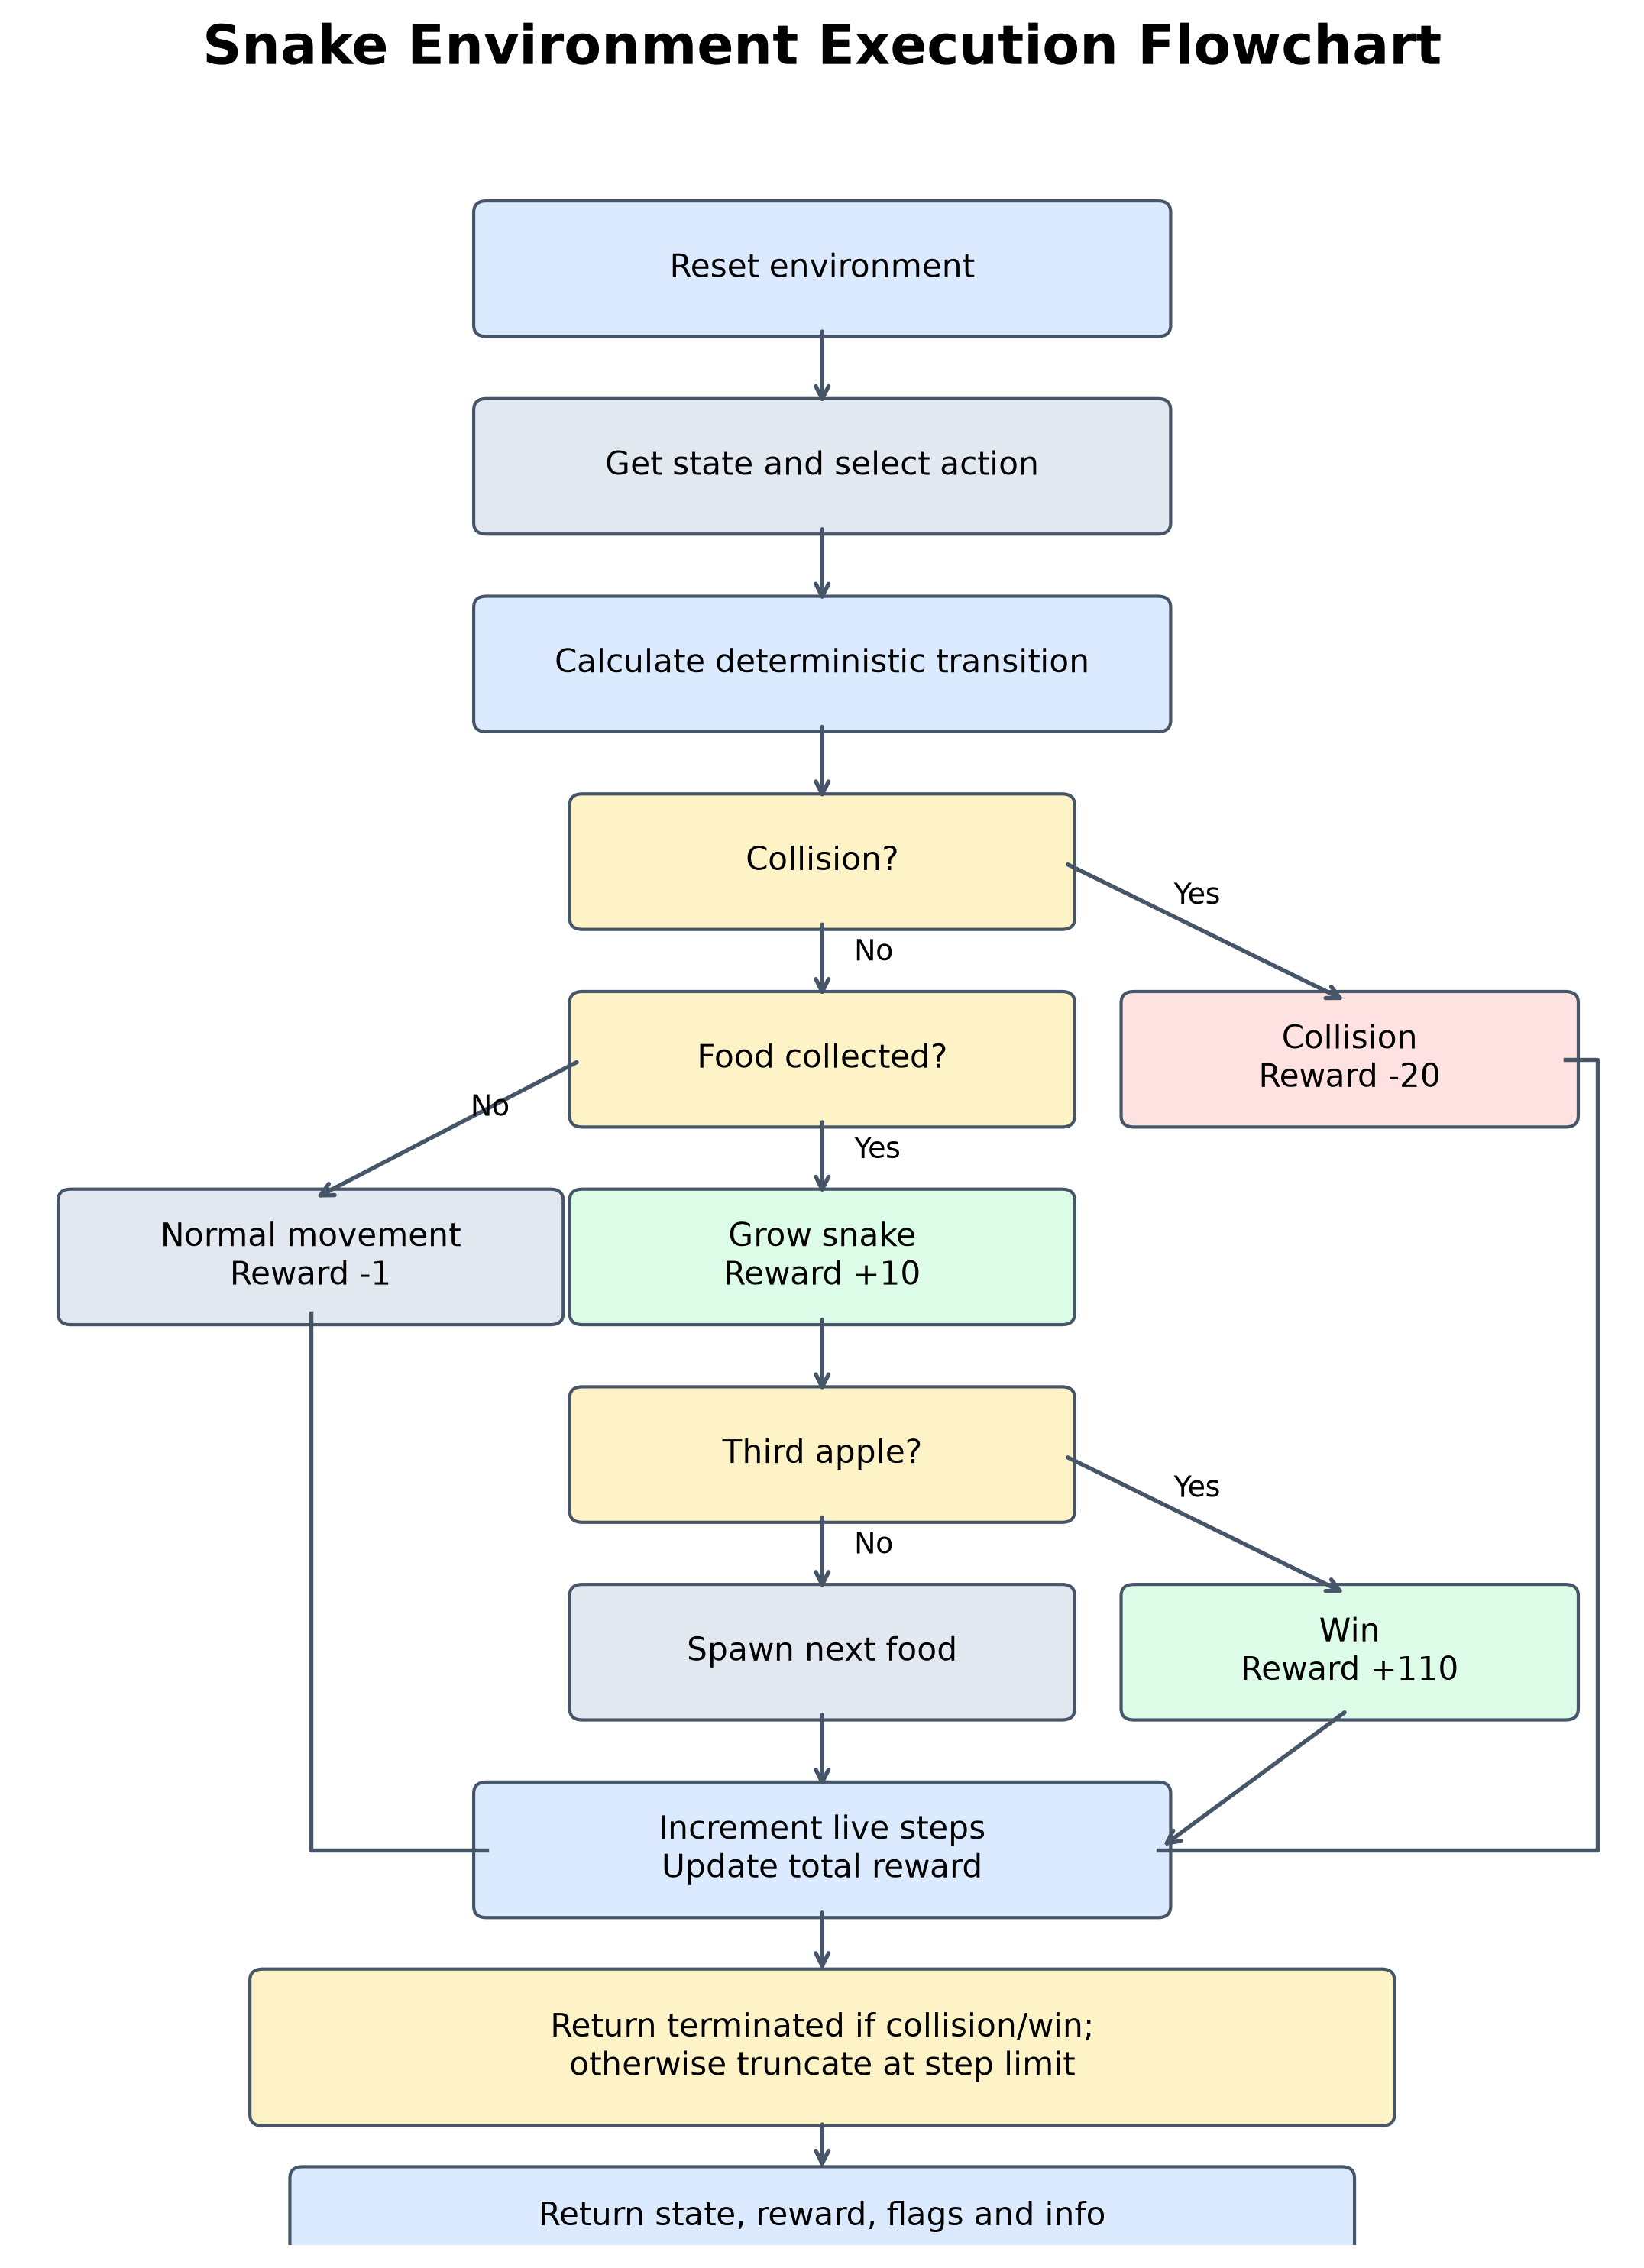 Snake Environment Execution Flowchart
Reset environment
Get state and select action
Calculate deterministic transition
Collision?
Yes
No
Food collected?
Collision
Reward -20
No
Yes
Normal movement
Reward -1
Grow snake
Reward +10
Third apple?
Yes
No
Spawn next food
Win
Reward +110
Increment live steps
Update total reward
Return terminated if collision/win;
otherwise truncate at step limit
Return state, reward, flags and info